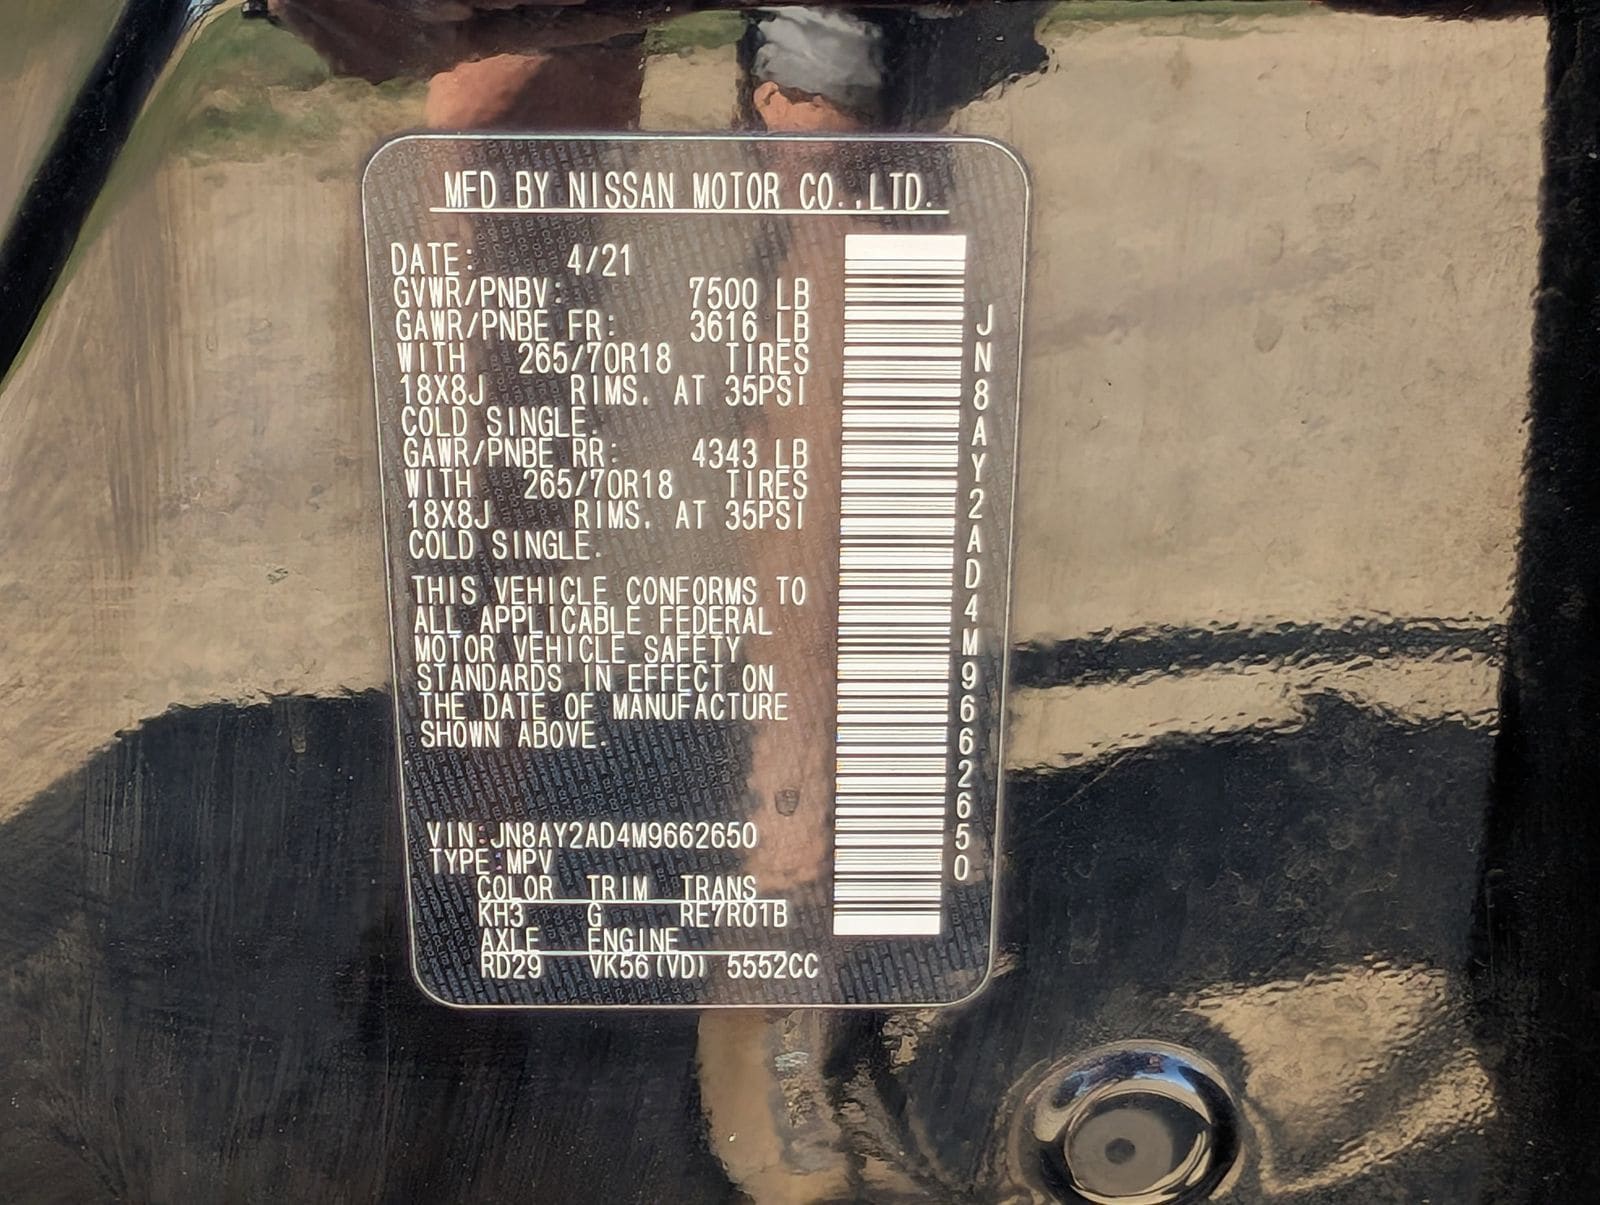 MFD BY NISSAN MOTOR CO.,LTD.
DATE: 4/21
GVWR/PNBV: 7500 LB
GAWR/PNBE FR: 3616 LB
WITH 265/70R18 TIRES
18X8J RIMS. AT 35PSI
COLD SINGLE.
GAWR/PNBE RR: 4343 LB
WITH 265/70R18 TIRES
18X8J RIMS. AT 35PSI
COLD SINGLE.
THIS VEHICLE CONFORMS TO
ALL APPLICABLE FEDERAL
MOTOR VEHICLE SAFETY
STANDARDS IN EFFECT ON
THE DATE OF MANUFACTURE
SHOWN ABOVE.
VIN:JN8AY2AD4M9662650
TYPE:MPV
COLOR TRIM TRANS
KH3 G RE7R01B
AXLE ENGINE
RD29 VK56(VD) 5552CC
JN8AY2AD4M9662650